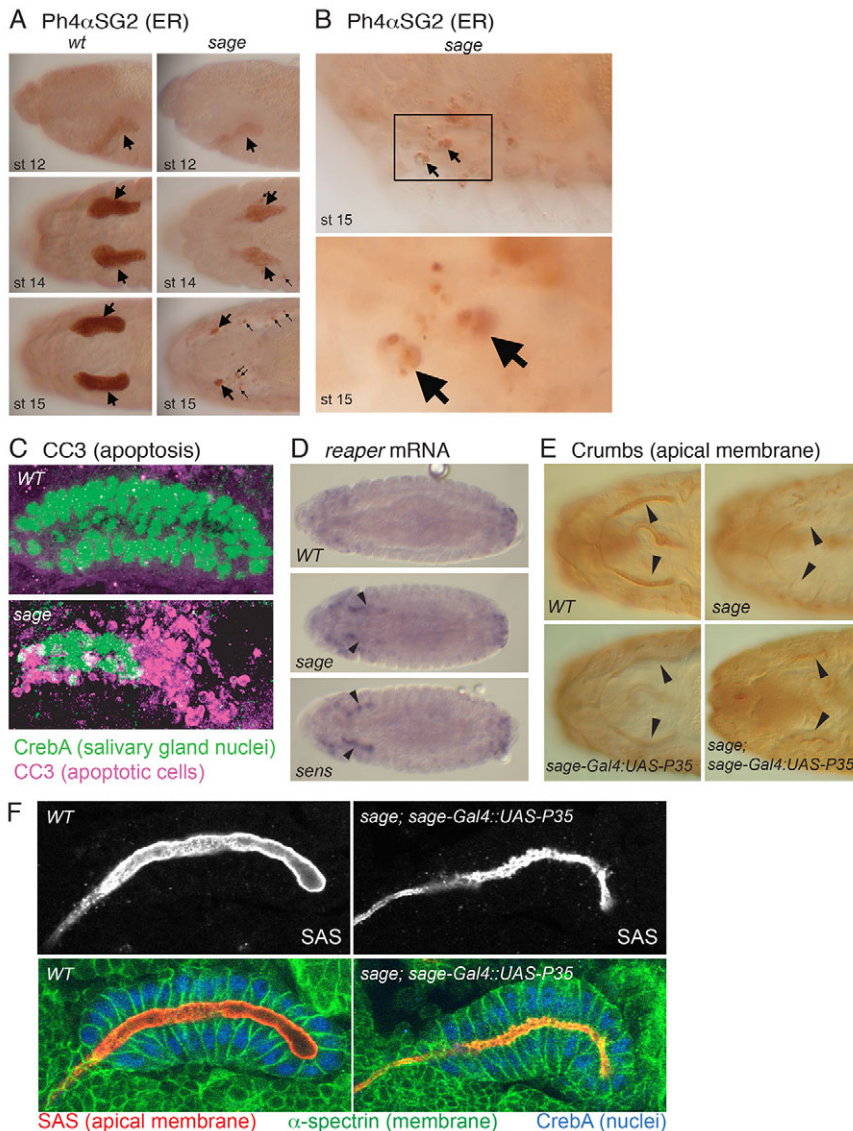 A Ph4αSG2 (ER)
wt
sage
st 12
st 12
st 14
st 14
st 15
st 15
B Ph4αSG2 (ER)
sage
st 15
st 15
C CC3 (apoptosis)
WT
sage
CrebA (salivary gland nuclei)
CC3 (apoptotic cells)
D reaper mRNA
WT
sage
sens
E Crumbs (apical membrane)
WT
sage
sage-Gal4:UAS-P35
sage;
sage-Gal4:UAS-P35
F
WT
SAS
sage; sage-Gal4::UAS-P35
SAS
WT
sage; sage-Gal4::UAS-P35
SAS (apical membrane)
α-spectrin (membrane)
CrebA (nuclei)